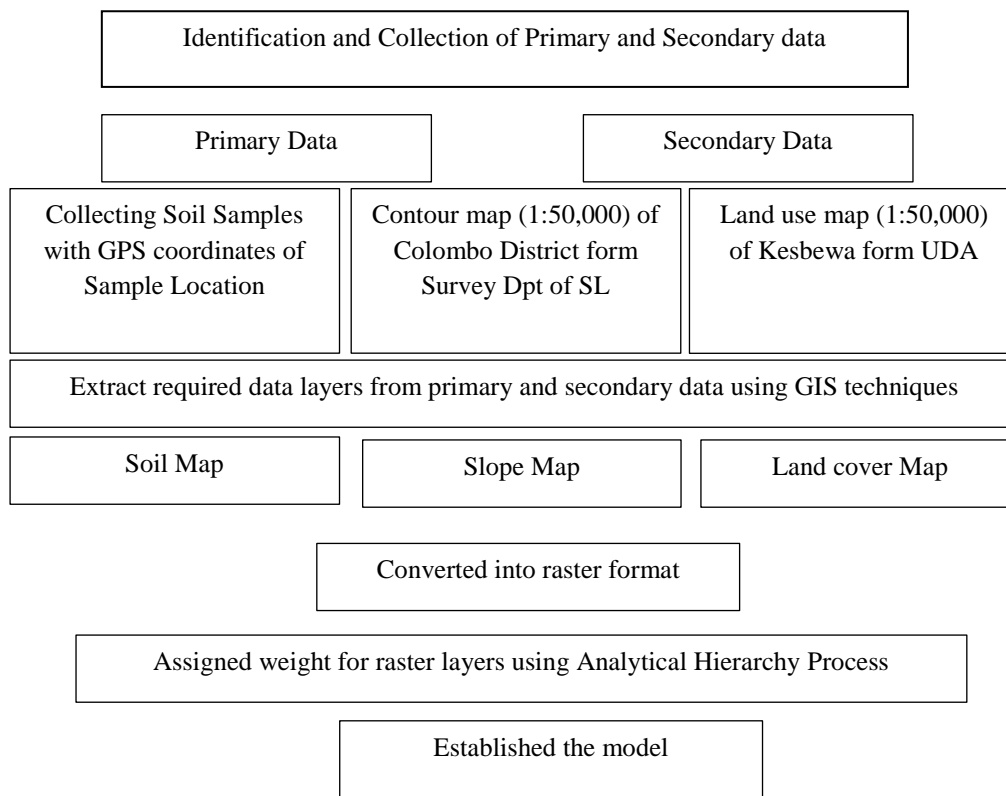 Identification and Collection of Primary and Secondary data
Primary Data
Secondary Data
Collecting Soil Samples
with GPS coordinates of
Sample Location
Contour map (1:50,000) of
Colombo District form
Survey Dpt of SL
Land use map (1:50,000)
of Kesbewa form UDA
Extract required data layers from primary and secondary data using GIS techniques
Soil Map
Slope Map
Land cover Map
Converted into raster format
Assigned weight for raster layers using Analytical Hierarchy Process
Established the model